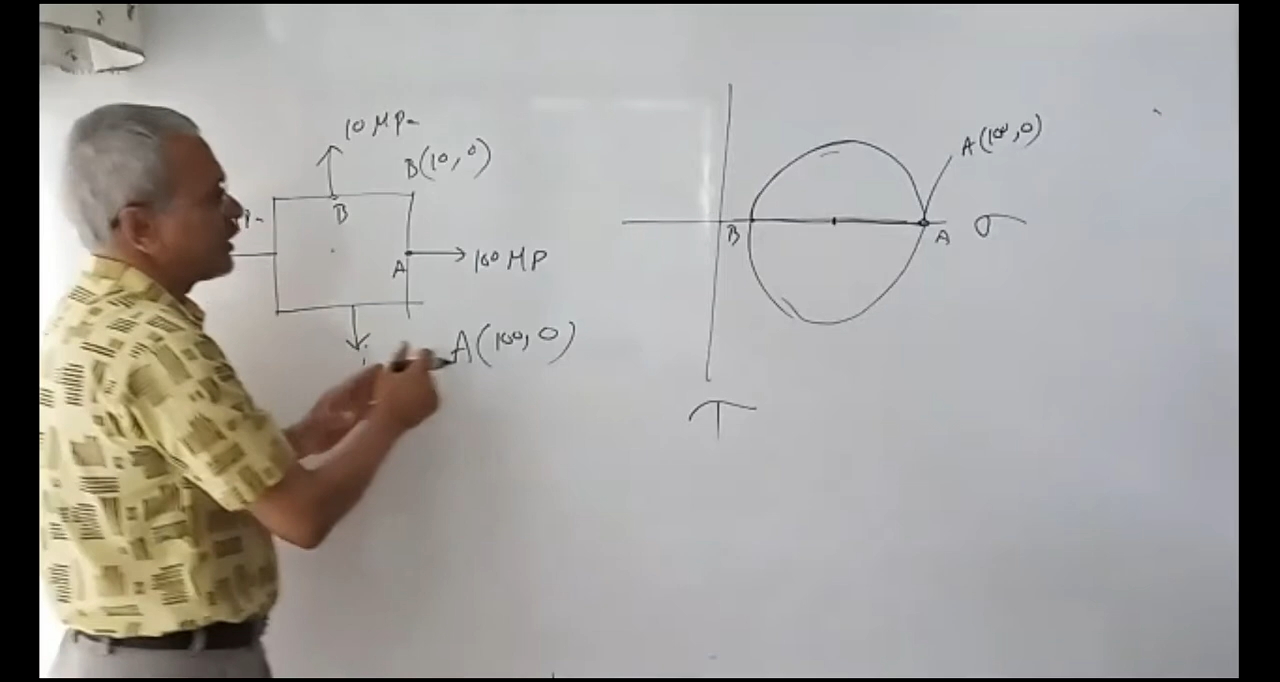 10 MPa
B(10, 0)
B
A
100 MP
A(100, 0)
A(100, 0)
B
A
σ
τ